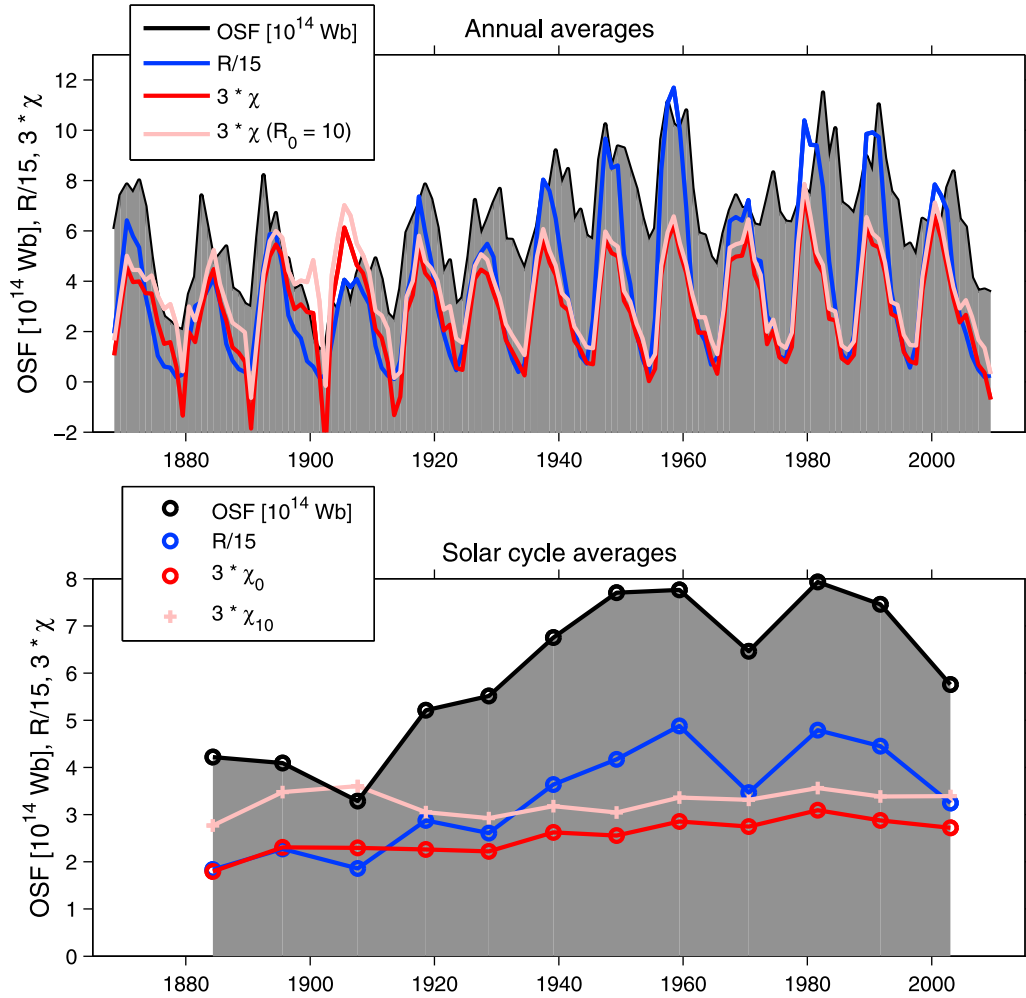 Annual averages
OSF [10^14 Wb]
R/15
3 * χ
3 * χ (R_0 = 10)
OSF [10^14 Wb], R/15, 3 * χ
12
10
8
6
4
2
0
−2
1880 1900 1920 1940 1960 1980 2000
Solar cycle averages
OSF [10^14 Wb]
R/15
3 * χ_0
3 * χ_10
OSF [10^14 Wb], R/15, 3 * χ
8
7
6
5
4
3
2
1
0
1880 1900 1920 1940 1960 1980 2000